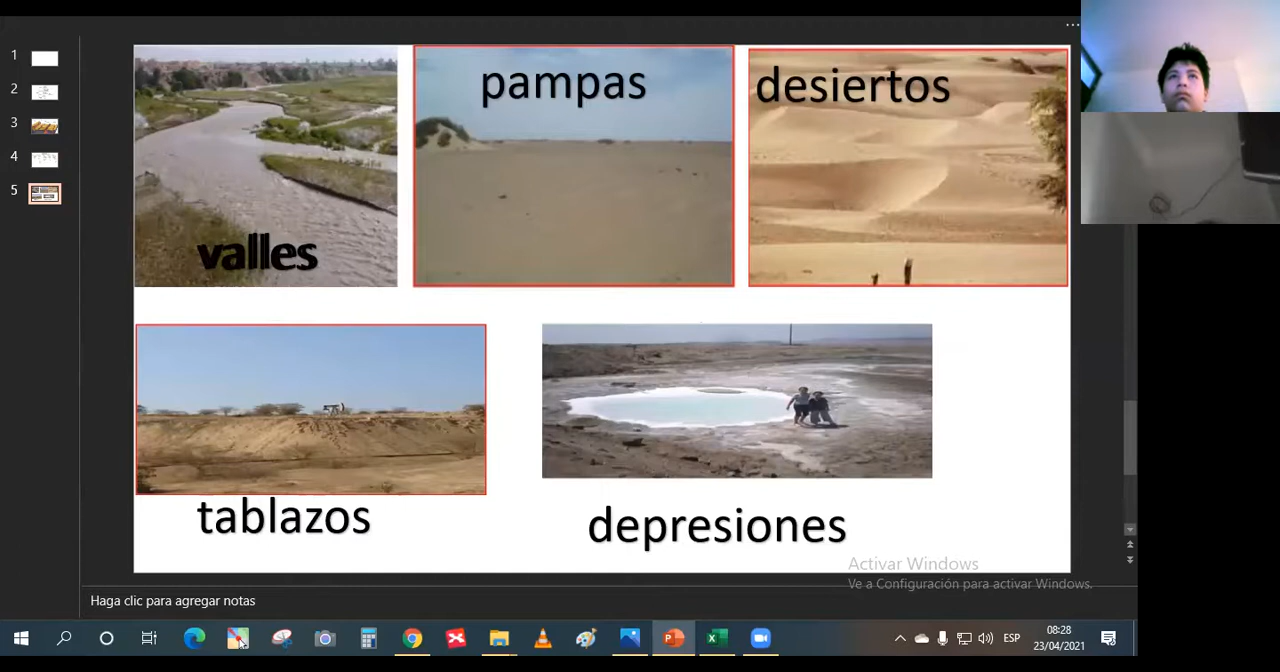 1
2
3
4
5
valles
pampas
desiertos
tablazos
depresiones
Activar Windows
Ve a Configuración para activar Windows.
Haga clic para agregar notas
ESP
08:28
23/04/2021